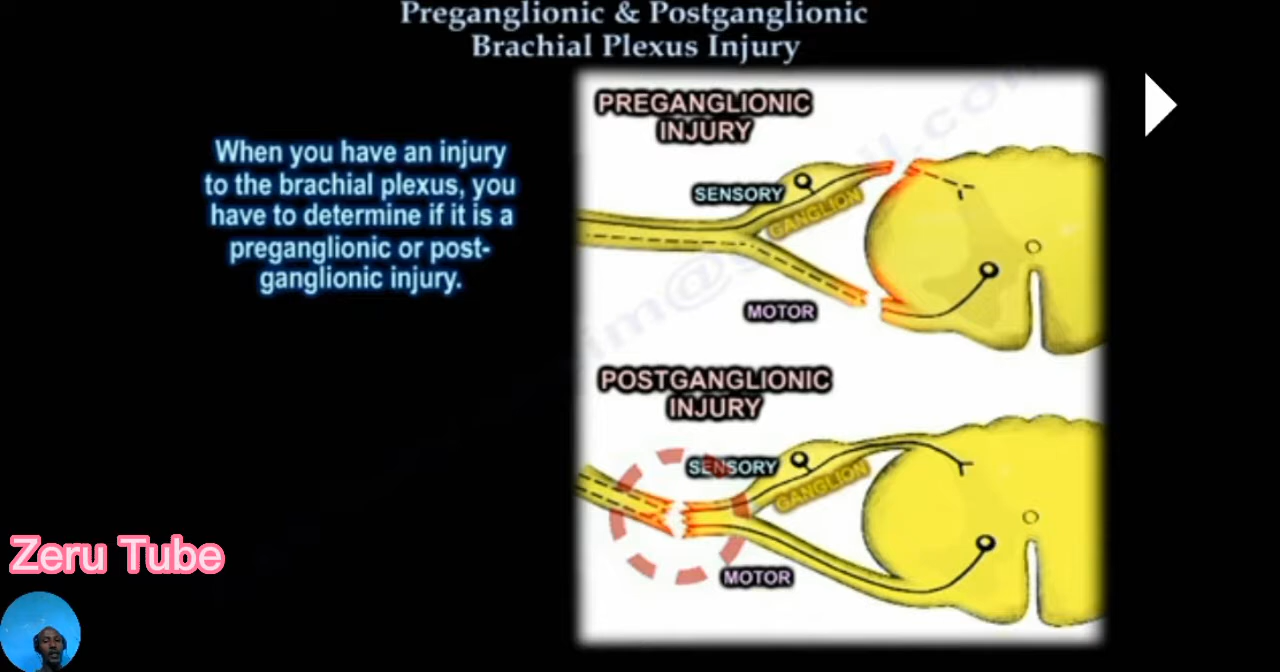 Preganglionic & Postganglionic
Brachial Plexus Injury
When you have an injury
to the brachial plexus, you
have to determine if it is a
preganglionic or post-
ganglionic injury.
PREGANGLIONIC
INJURY
SENSORY
GANGLION
MOTOR
POSTGANGLIONIC
INJURY
SENSORY
GANGLION
MOTOR
Zeru Tube